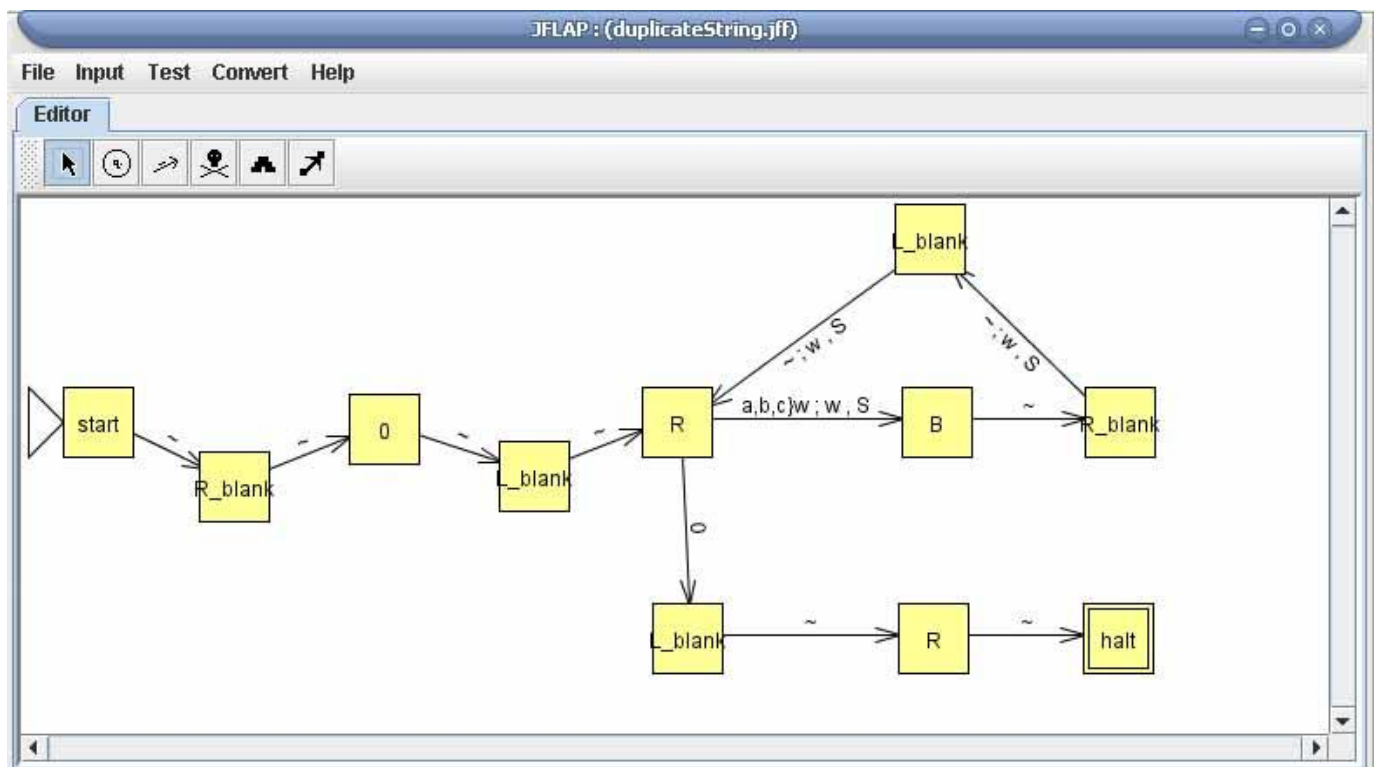 JFLAP : (duplicateString.jff)
File Input Test Convert Help
Editor
L_blank
~ ; w , S
~ ; w , S
start
~
R_blank
~
0
~
L_blank
~
R
a,b,c}w ; w , S
B
~
R_blank
0
L_blank
~
R
~
halt